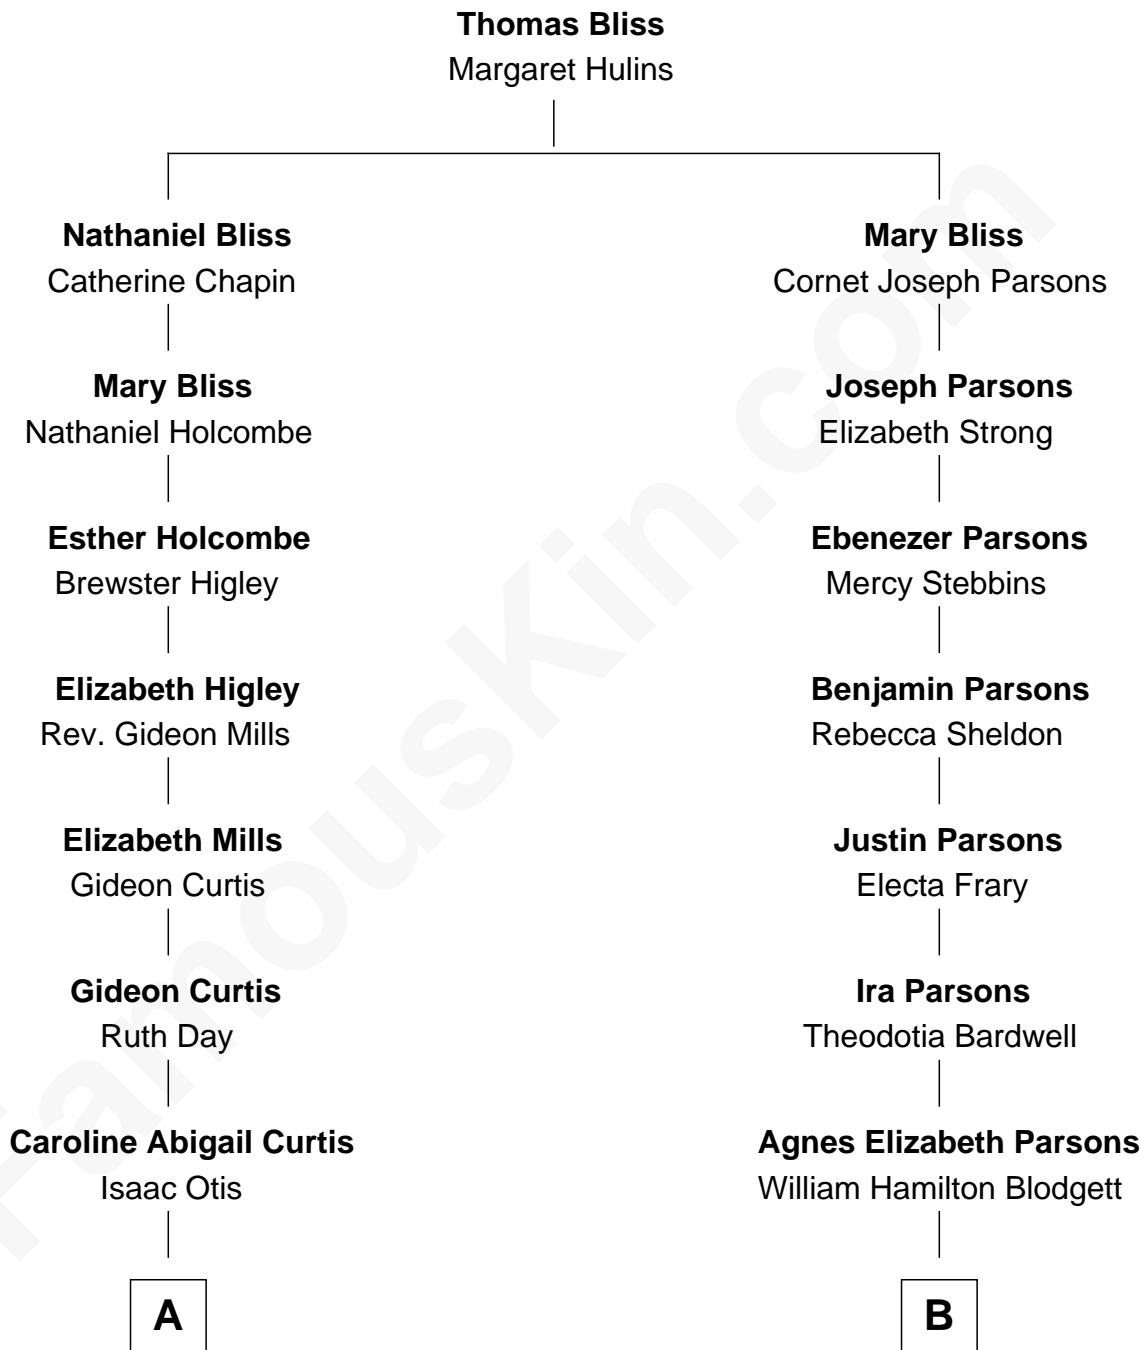 Thomas Bliss
Margaret Hulins
Nathaniel Bliss
Catherine Chapin
Mary Bliss
Cornet Joseph Parsons
Mary Bliss
Nathaniel Holcombe
Joseph Parsons
Elizabeth Strong
Esther Holcombe
Brewster Higley
Ebenezer Parsons
Mercy Stebbins
Elizabeth Higley
Rev. Gideon Mills
Benjamin Parsons
Rebecca Sheldon
Elizabeth Mills
Gideon Curtis
Justin Parsons
Electa Frary
Gideon Curtis
Ruth Day
Ira Parsons
Theodotia Bardwell
Caroline Abigail Curtis
Isaac Otis
Agnes Elizabeth Parsons
William Hamilton Blodgett
A
B
FamousKin.com